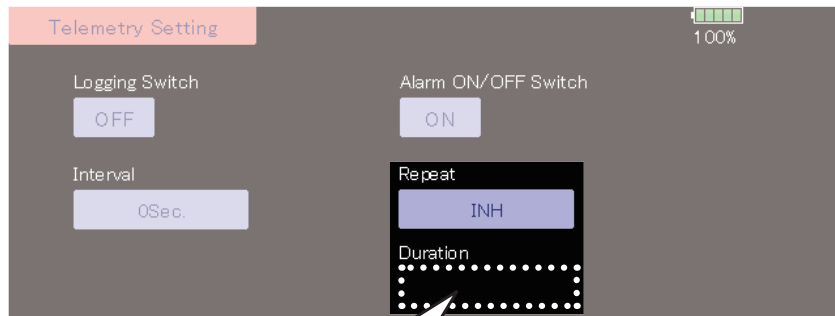 Telemetry Setting
100%
Logging Switch
Alarm ON/OFF Switch
OFF
ON
Interval
Repeat
0Sec.
INH
Duration